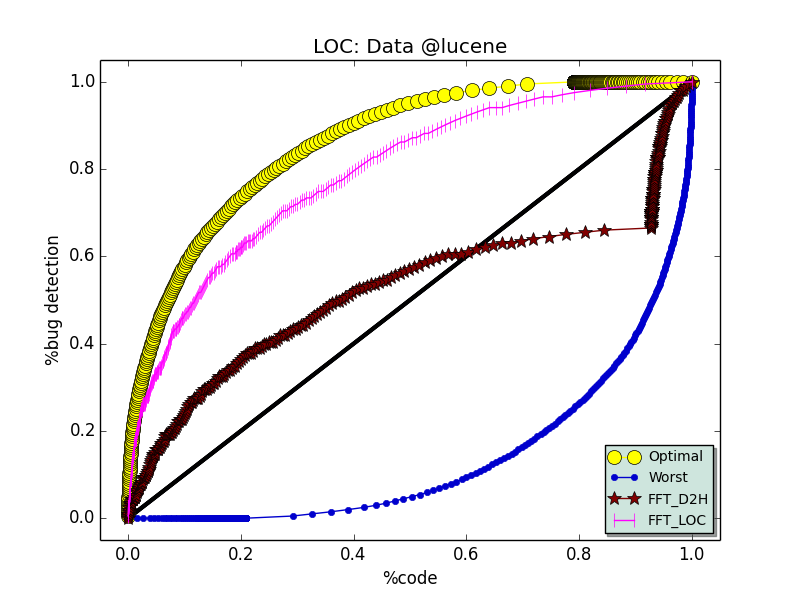 LOC: Data @lucene
1.0
0.8
0.6
0.4
0.2
0.0
%bug detection
0.0 0.2 0.4 0.6 0.8 1.0
%code
Optimal
Worst
FFT_D2H
FFT_LOC